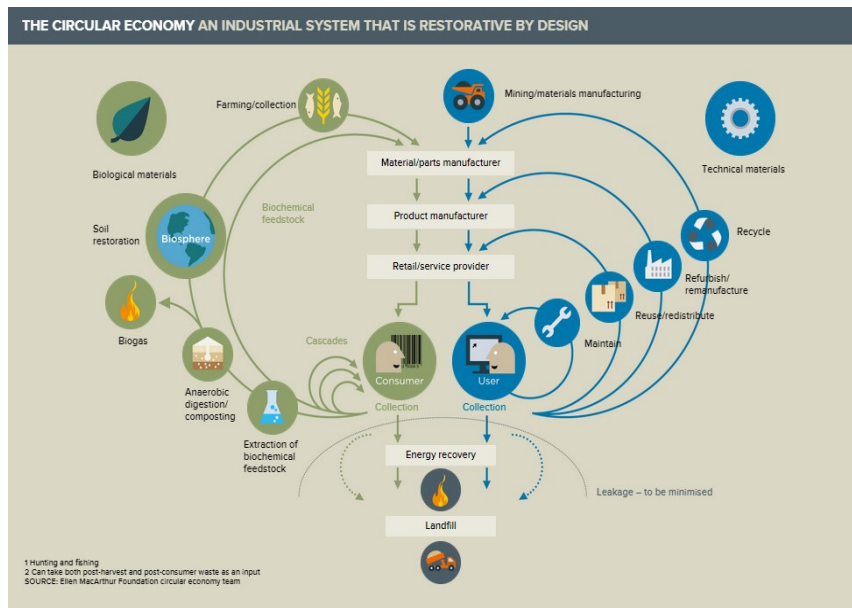 THE CIRCULAR ECONOMY AN INDUSTRIAL SYSTEM THAT IS RESTORATIVE BY DESIGN
Farming/collection
Mining/materials manufacturing
Biological materials
Technical materials
Material/parts manufacturer
Biochemical
feedstock
Product manufacturer
Soil
restoration
Biosphere
Recycle
Retail/service provider
Refurbish/
remanufacture
Reuse/redistribute
Biogas
Cascades
Maintain
Consumer
User
Anaerobic
digestion/
composting
Collection
Collection
Extraction of
biochemical
feedstock
Energy recovery
Leakage – to be minimised
Landfill
1 Hunting and fishing
2 Can take both post-harvest and post-consumer waste as an input
SOURCE: Ellen MacArthur Foundation circular economy team